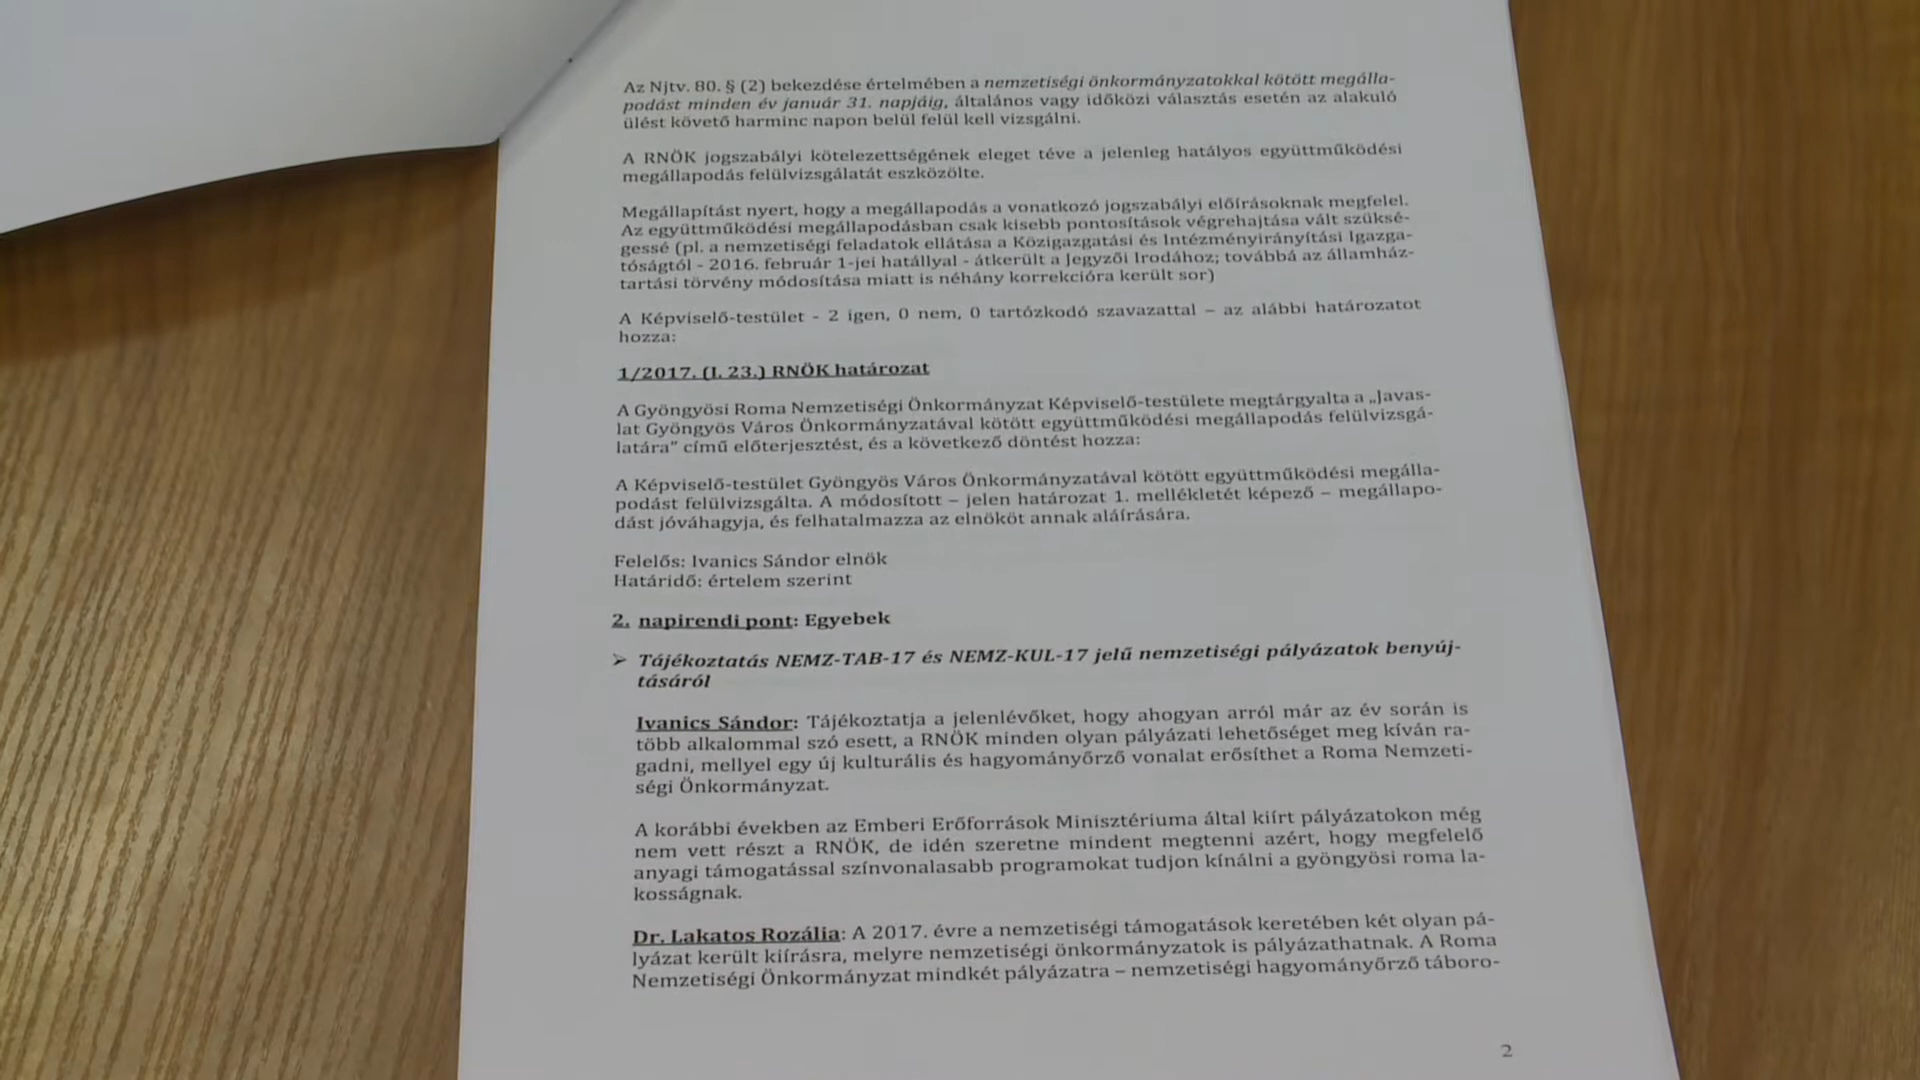 Az Njtv. 80. § (2) bekezdése értelmében a nemzetiségi önkormányzatokkal kötött megálla-
podást minden év január 31. napjáig, általános vagy időközi választás esetén az alakuló
ülést követő harminc napon belül felül kell vizsgálni.
A RNÖK jogszabályi kötelezettségének eleget téve a jelenleg hatályos együttműködési
megállapodás felülvizsgálatát eszközölte.
Megállapítást nyert, hogy a megállapodás a vonatkozó jogszabályi előírásoknak megfelel.
Az együttműködési megállapodásban csak kisebb pontosítások végrehajtása vált szüksé-
gessé (pl. a nemzetiségi feladatok ellátása a Közigazgatási és Intézményirányítási Igazga-
tóságtól - 2016. február 1-jei hatállyal - átkerült a Jegyzői Irodához; továbbá az államház-
tartási törvény módosítása miatt is néhány korrekcióra került sor)
A Képviselő-testület - 2 igen, 0 nem, 0 tartózkodó szavazattal – az alábbi határozatot
hozza:
1/2017. (I. 23.) RNÖK határozat
A Gyöngyösi Roma Nemzetiségi Önkormányzat Képviselő-testülete megtárgyalta a „Javas-
lat Gyöngyös Város Önkormányzatával kötött együttműködési megállapodás felülvizsgá-
latára” című előterjesztést, és a következő döntést hozza:
A Képviselő-testület Gyöngyös Város Önkormányzatával kötött együttműködési megálla-
podást felülvizsgálta. A módosított – jelen határozat 1. mellékletét képező – megállapo-
dást jóváhagyja, és felhatalmazza az elnököt annak aláírására.
Felelős: Ivanics Sándor elnök
Határidő: értelem szerint
2. napirendi pont: Egyebek
➢ Tájékoztatás NEMZ-TAB-17 és NEMZ-KUL-17 jelű nemzetiségi pályázatok benyúj-
tásáról
Ivanics Sándor: Tájékoztatja a jelenlévőket, hogy ahogyan arról már az év során is
több alkalommal szó esett, a RNÖK minden olyan pályázati lehetőséget meg kíván ra-
gadni, mellyel egy új kulturális és hagyományőrző vonalat erősíthet a Roma Nemzeti-
ségi Önkormányzat.
A korábbi években az Emberi Erőforrások Minisztériuma által kiírt pályázatokon még
nem vett részt a RNÖK, de idén szeretne mindent megtenni azért, hogy megfelelő
anyagi támogatással színvonalasabb programokat tudjon kínálni a gyöngyösi roma la-
kosságnak.
Dr. Lakatos Rozália: A 2017. évre a nemzetiségi támogatások keretében két olyan pá-
lyázat került kiírásra, melyre nemzetiségi önkormányzatok is pályázathatnak. A Roma
Nemzetiségi Önkormányzat mindkét pályázatra – nemzetiségi hagyományőrző táboro-
2